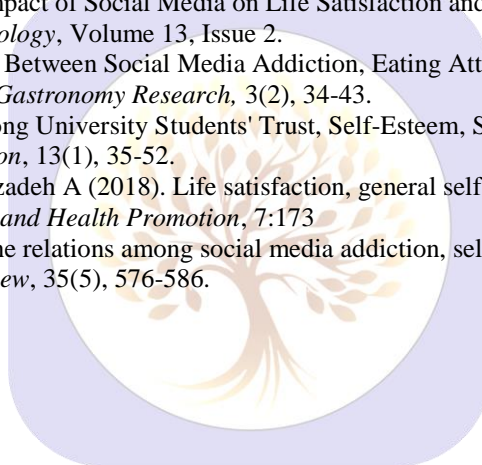 mpact of Social Media on Life Satisfaction and
ology, Volume 13, Issue 2.
Between Social Media Addiction, Eating Att
Gastronomy Research, 3(2), 34-43.
ong University Students' Trust, Self-Esteem, S
on, 13(1), 35-52.
zadeh A (2018). Life satisfaction, general self
and Health Promotion, 7:173
he relations among social media addiction, sel
ew, 35(5), 576-586.